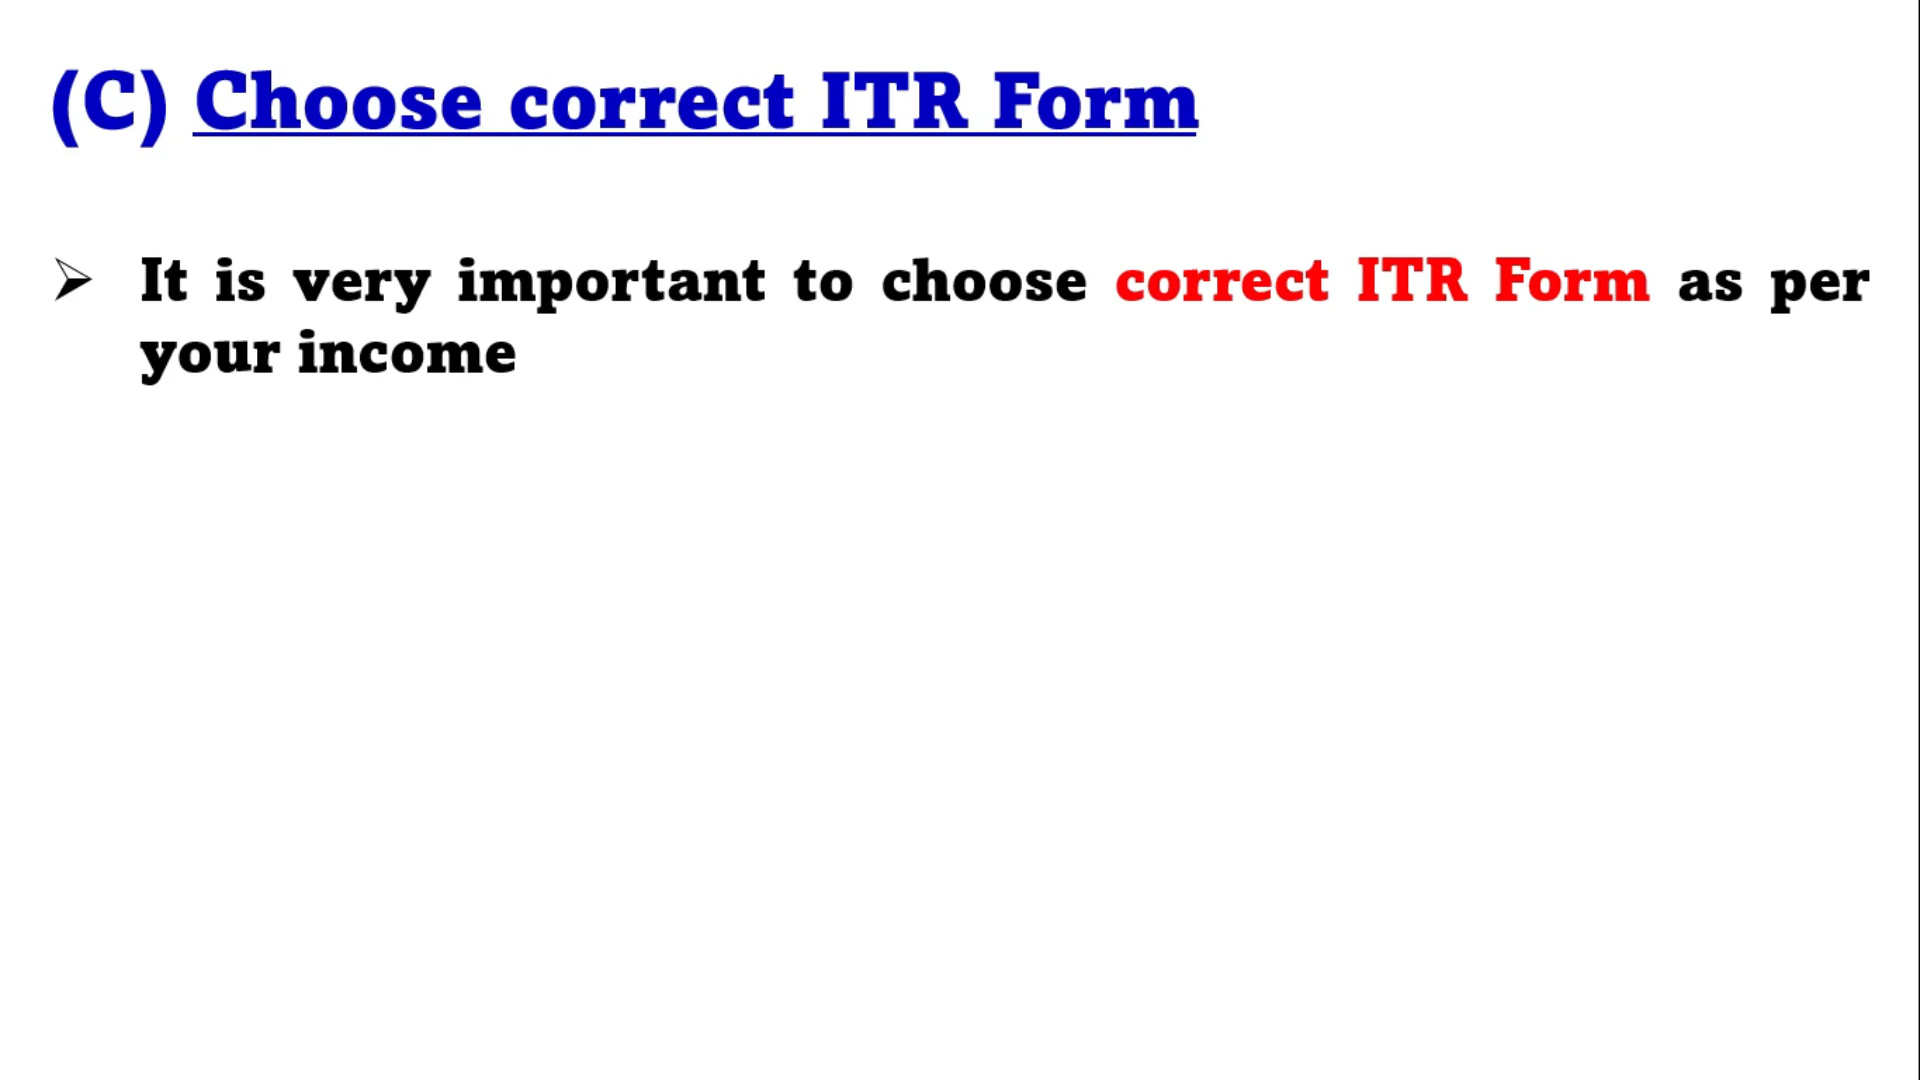 (C) Choose correct ITR Form
➢ It is very important to choose correct ITR Form as per
your income